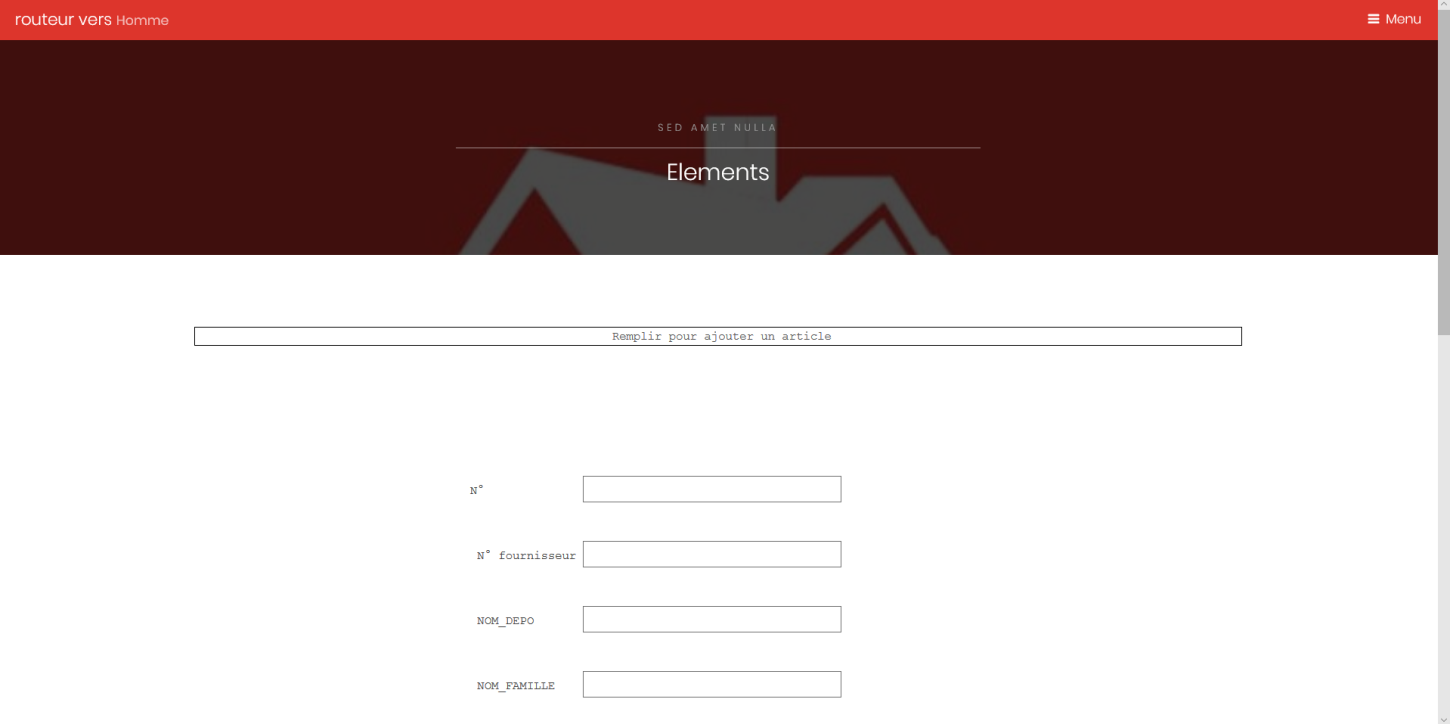 routeur vers Homme
Menu
SED AMET NULLA
Elements
Remplir pour ajouter un article
N°
N° fournisseur
NOM_DEPO
NOM_FAMILLE